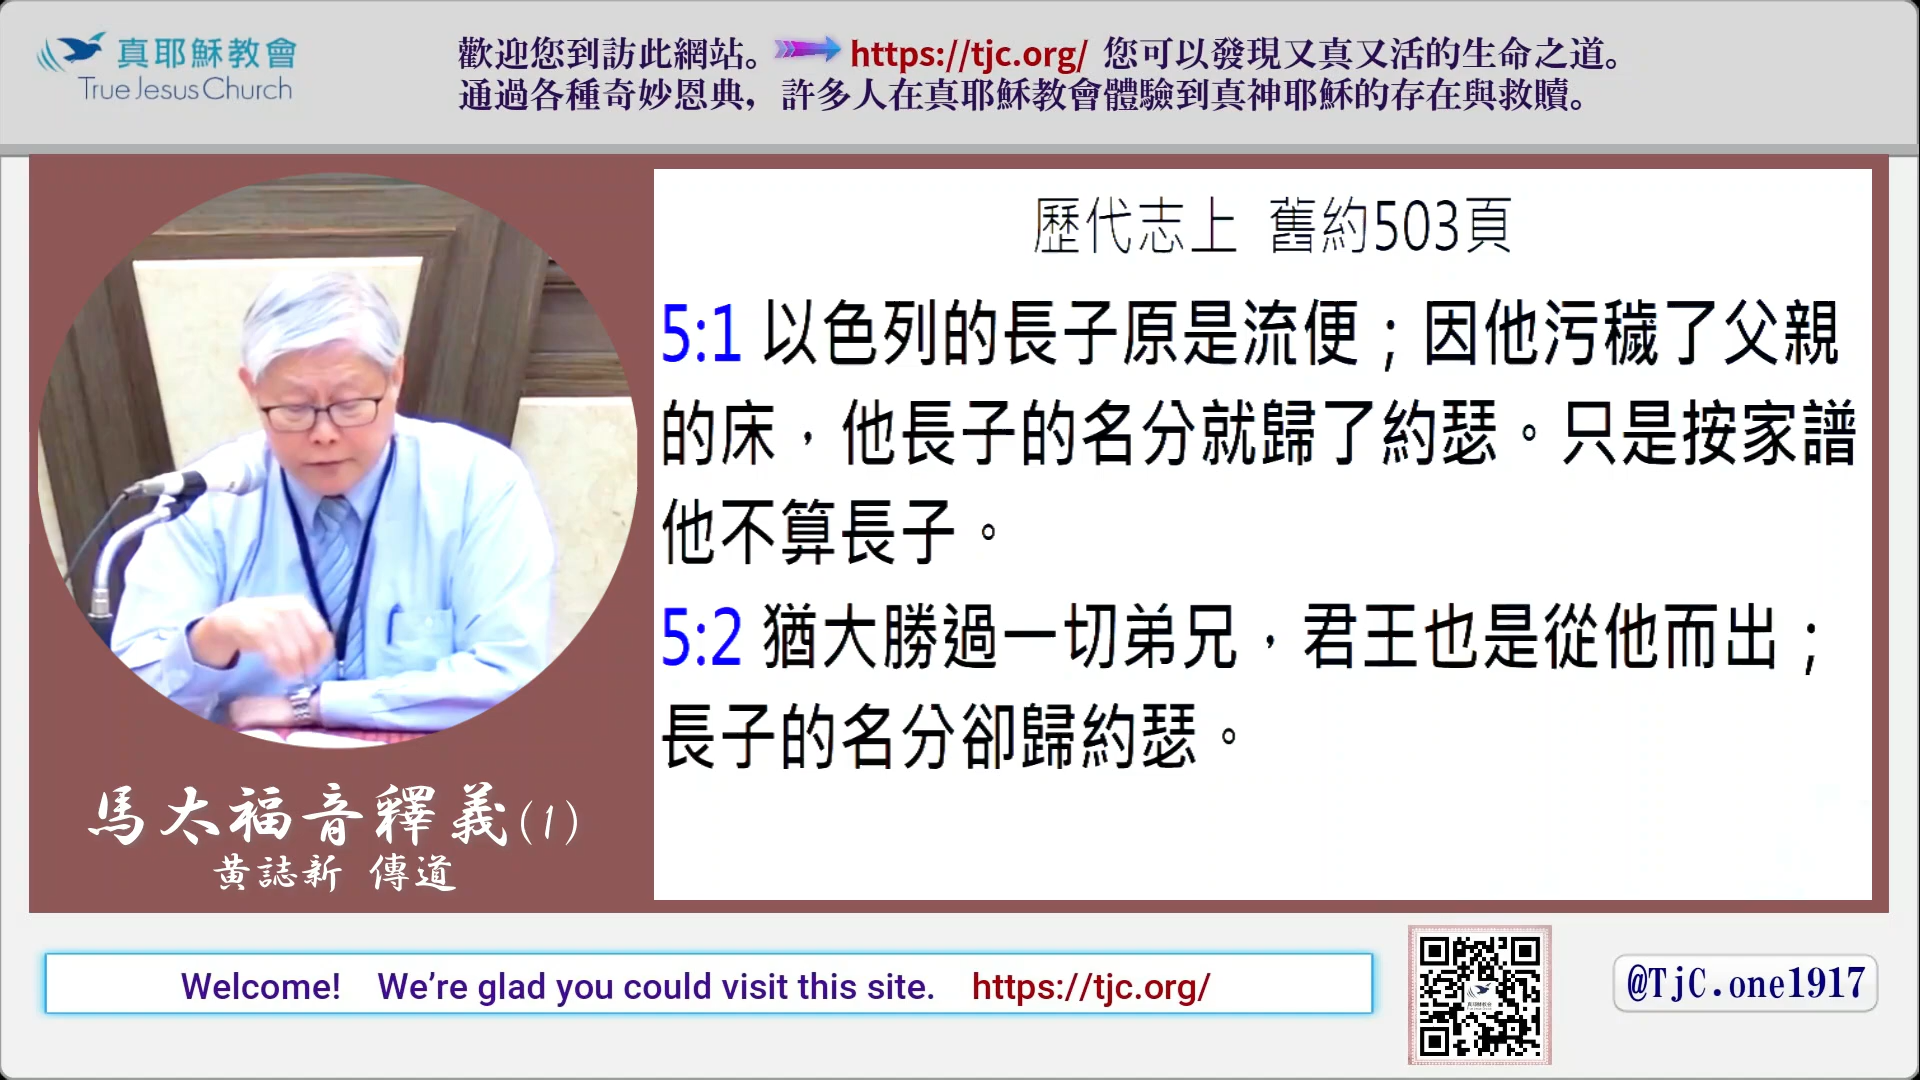 真耶穌教會
True Jesus Church
歡迎您到訪此網站。 https://tjc.org/ 您可以發現又真又活的生命之道。
通過各種奇妙恩典，許多人在真耶穌教會體驗到真神耶穌的存在與救贖。
歷代志上 舊約503頁
5:1 以色列的長子原是流便；因他污穢了父親
的床，他長子的名分就歸了約瑟。只是按家譜
他不算長子。
5:2 猶大勝過一切弟兄，君王也是從他而出；
長子的名分卻歸約瑟。
馬太福音釋義(1)
黃誌新 傳道
Welcome! We’re glad you could visit this site. https://tjc.org/
真耶穌教會
@TjC.one1917